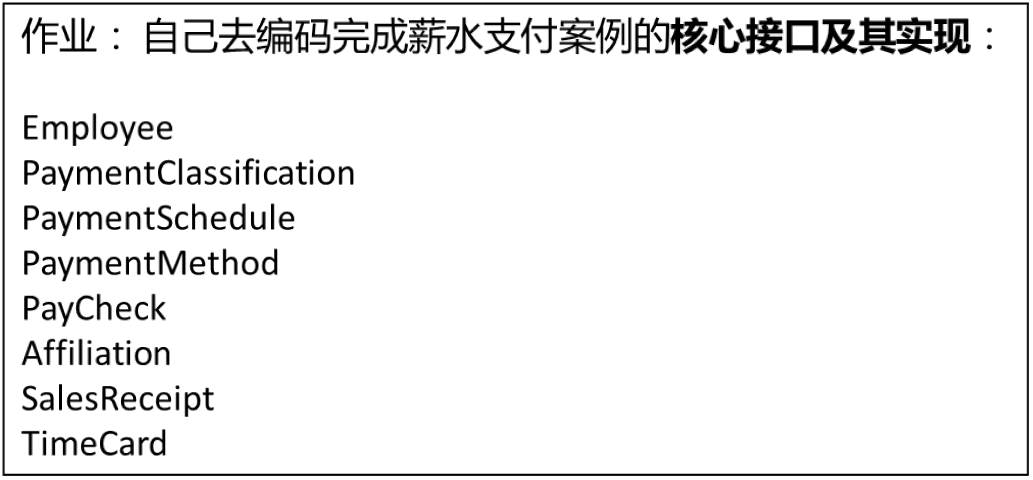 作业： 自己去编码完成薪水支付案例的核心接口及其实现：
Employee
PaymentClassification
PaymentSchedule
PaymentMethod
PayCheck
Affiliation
SalesReceipt
TimeCard